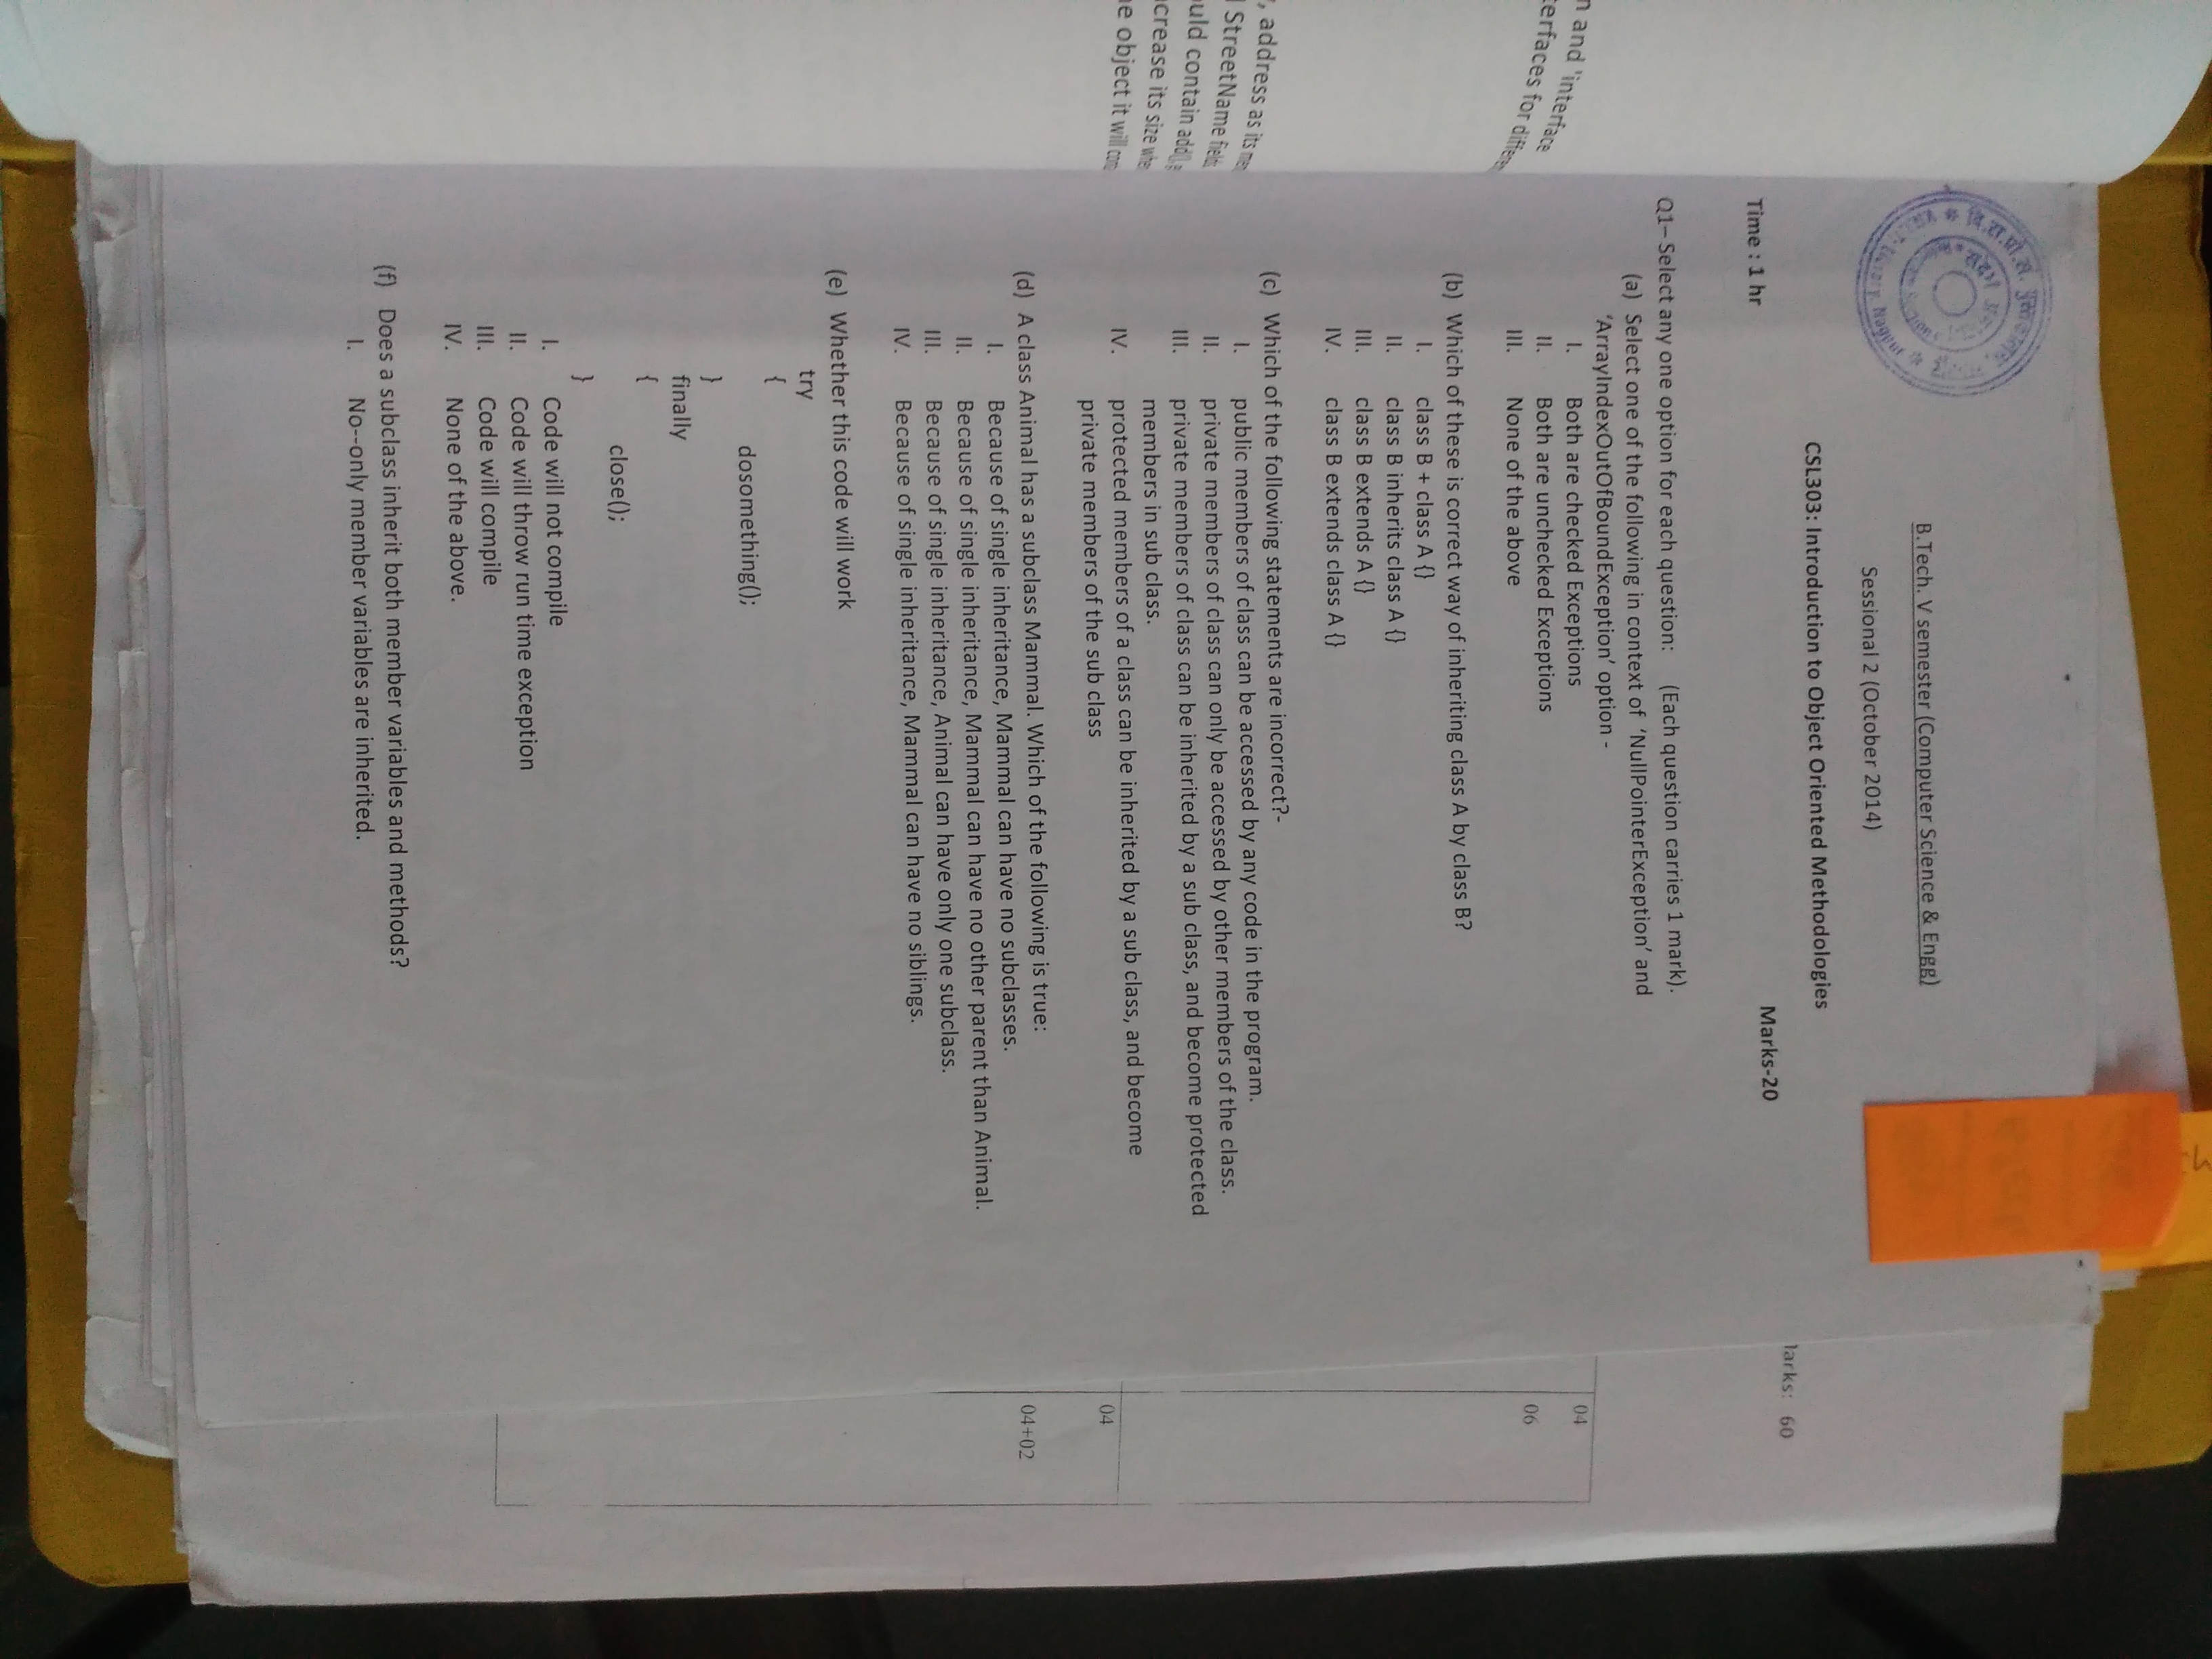 n and 'interface
terfaces for differen
, address as its mem
StreetName fields
ould contain add(), g
crease its size when
e object it will
वि.रा.प्रौ.सं. पुस्तकालय,
संदर्भ
Library, Nagpur
B.Tech. V semester (Computer Science & Engg)
Sessional 2 (October 2014)
CSL303: Introduction to Object Oriented Methodologies
Time : 1 hr Marks-20
Q1– Select any one option for each question: (Each question carries 1 mark).
(a) Select one of the following in context of ‘NullPointerException’ and
‘ArrayIndexOutOfBoundException’ option -
I. Both are checked Exceptions
II. Both are unchecked Exceptions
III. None of the above
(b) Which of these is correct way of inheriting class A by class B?
I. class B + class A {}
II. class B inherits class A {}
III. class B extends A {}
IV. class B extends class A {}
(c) Which of the following statements are incorrect?-
I. public members of class can be accessed by any code in the program.
II. private members of class can only be accessed by other members of the class.
III. private members of class can be inherited by a sub class, and become protected
members in sub class.
IV. protected members of a class can be inherited by a sub class, and become
private members of the sub class
(d) A class Animal has a subclass Mammal. Which of the following is true:
I. Because of single inheritance, Mammal can have no subclasses.
II. Because of single inheritance, Mammal can have no other parent than Animal.
III. Because of single inheritance, Animal can have only one subclass.
IV. Because of single inheritance, Mammal can have no siblings.
(e) Whether this code will work
try
{
dosomething();
}
finally
{
close();
}
I. Code will not compile
II. Code will throw run time exception
III. Code will compile
IV. None of the above.
(f) Does a subclass inherit both member variables and methods?
I. No--only member variables are inherited.
larks: 60
04
06
04
04+02